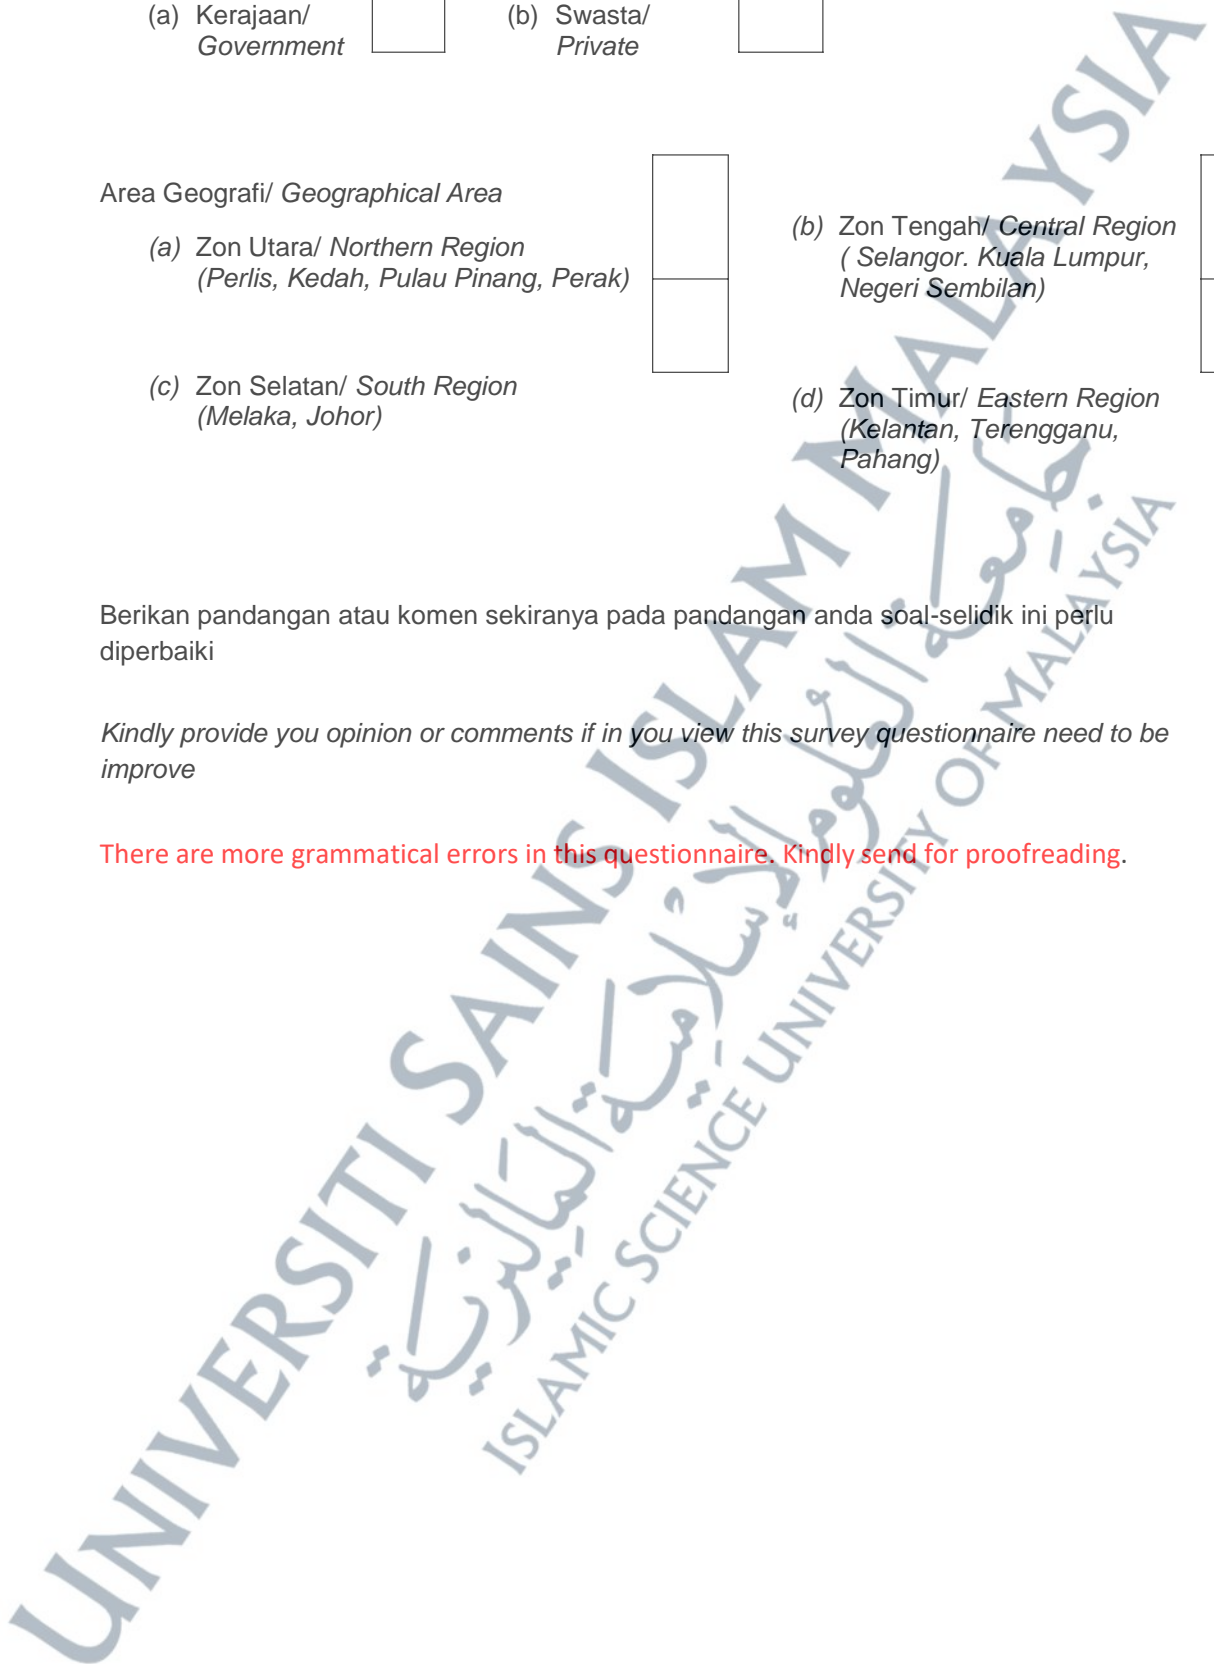 (a) Kerajaan/ (b) Swasta/
Government Private
Area Geografi/ Geographical Area
(a) Zon Utara/ Northern Region
(Perlis, Kedah, Pulau Pinang, Perak)
(b) Zon Tengah/ Central Region
( Selangor. Kuala Lumpur,
Negeri Sembilan)
(c) Zon Selatan/ South Region
(Melaka, Johor)
(d) Zon Timur/ Eastern Region
(Kelantan, Terengganu,
Pahang)
Berikan pandangan atau komen sekiranya pada pandangan anda soal-selidik ini perlu
diperbaiki
Kindly provide you opinion or comments if in you view this survey questionnaire need to be
improve
There are more grammatical errors in this questionnaire. Kindly send for proofreading.
UNIVERSITI SAINS ISLAM MALAYSIA
جامعة العلوم الإسلامية الماليزية
ISLAMIC SCIENCE UNIVERSITY OF MALAYSIA